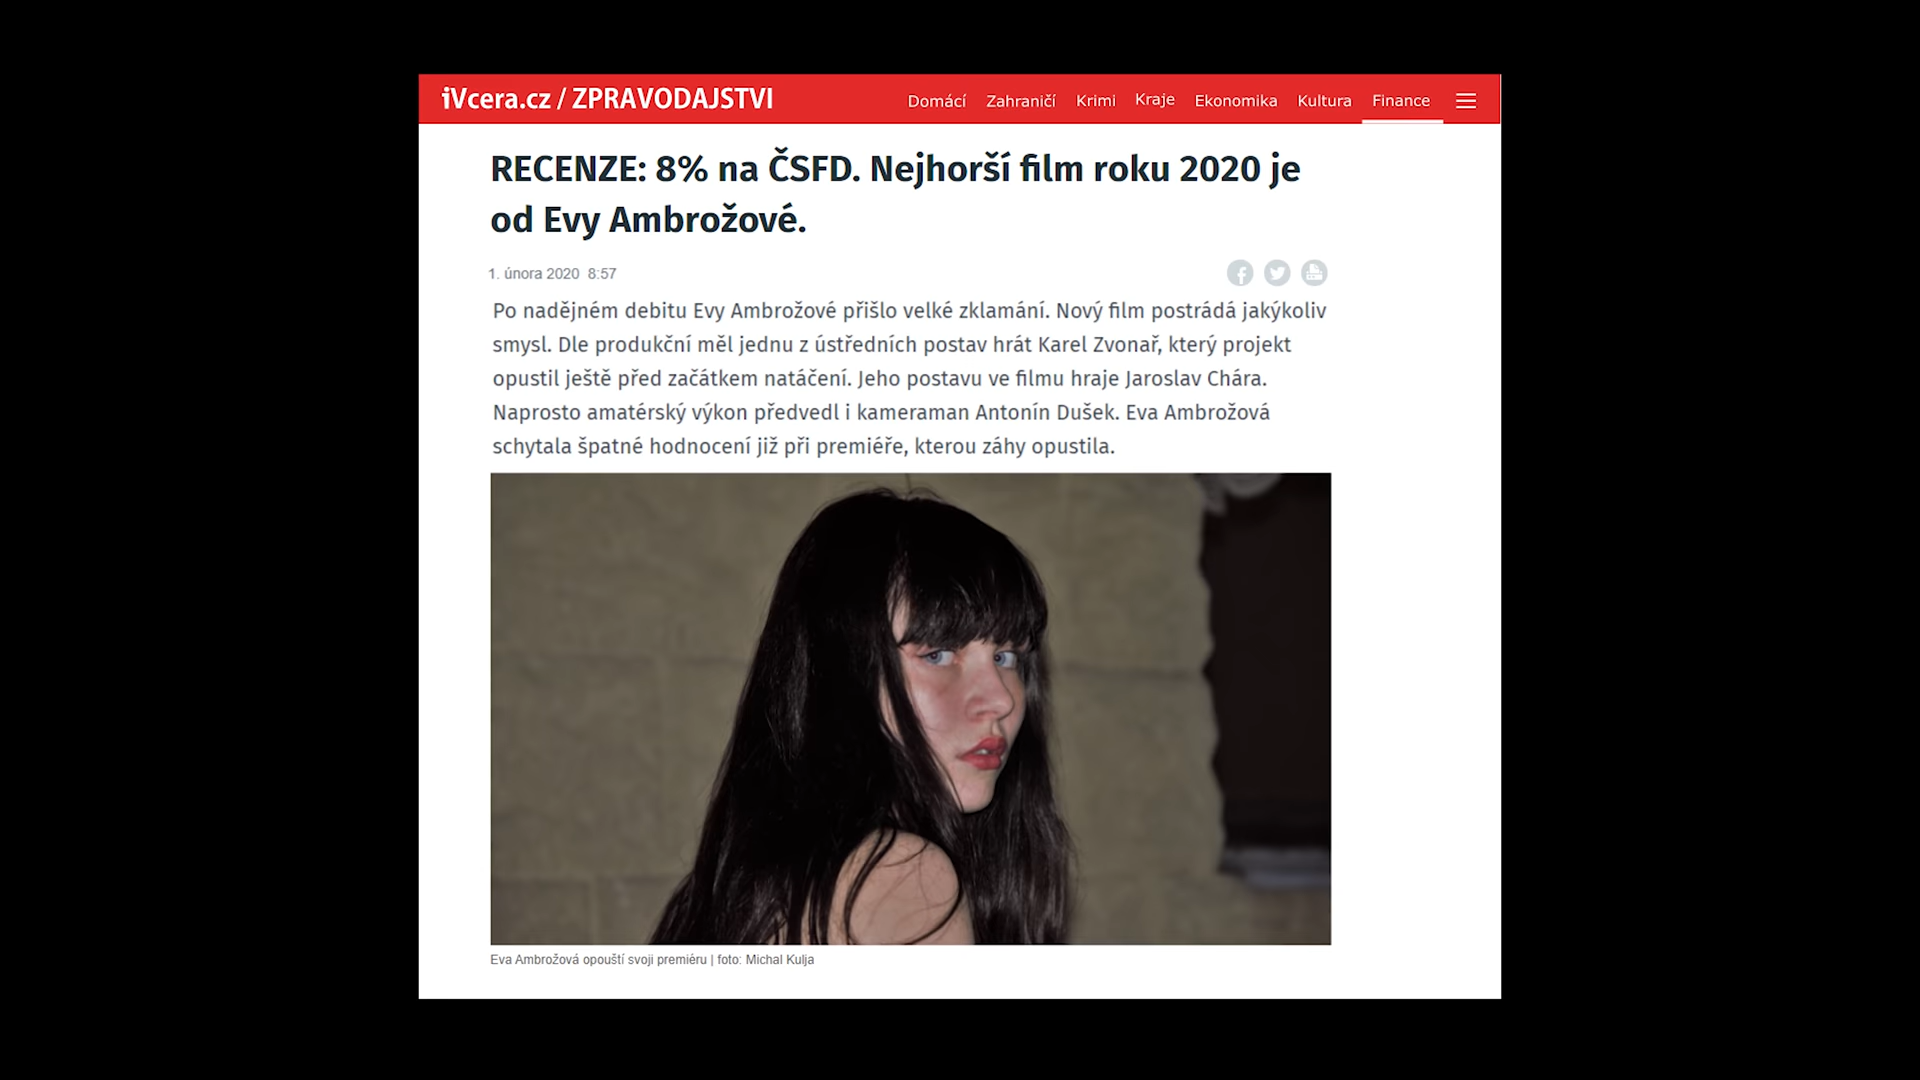 iVcera.cz / ZPRAVODAJSTVI
Domácí Zahraničí Krimi Kraje Ekonomika Kultura Finance
RECENZE: 8% na ČSFD. Nejhorší film roku 2020 je
od Evy Ambrožové.
1. února 2020 8:57
Po nadějném debitu Evy Ambrožové přišlo velké zklamání. Nový film postrádá jakýkoliv
smysl. Dle produkční měl jednu z ústředních postav hrát Karel Zvonař, který projekt
opustil ještě před začátkem natáčení. Jeho postavu ve filmu hraje Jaroslav Chára.
Naprosto amatérský výkon předvedl i kameraman Antonín Dušek. Eva Ambrožová
schytala špatné hodnocení již při premiéře, kterou záhy opustila.
Eva Ambrožová opouští svoji premiéru | foto: Michal Kulja